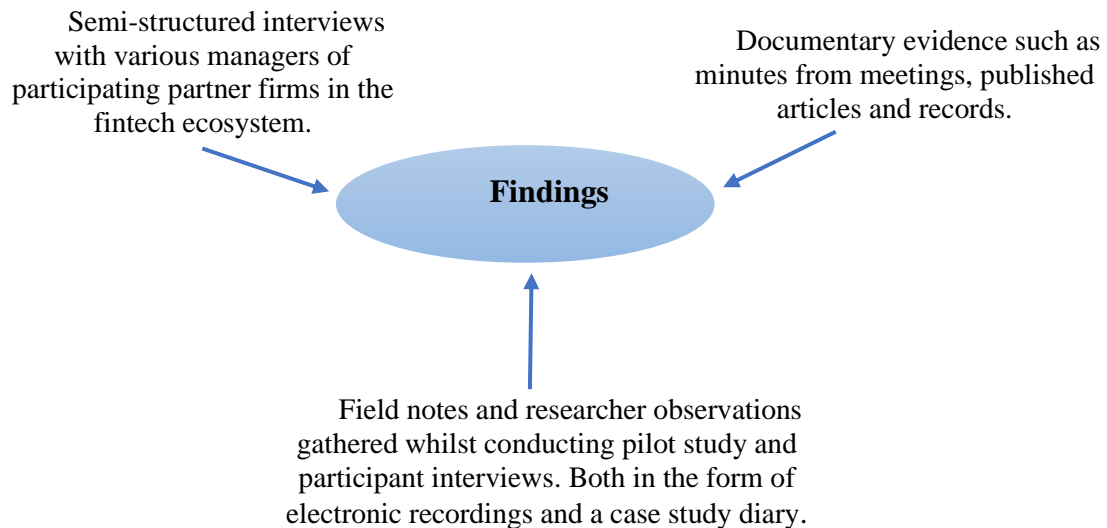 Semi-structured interviews
with various managers of
participating partner firms in the
fintech ecosystem.
Documentary evidence such as
minutes from meetings, published
articles and records.
Findings
Field notes and researcher observations
gathered whilst conducting pilot study and
participant interviews. Both in the form of
electronic recordings and a case study diary.